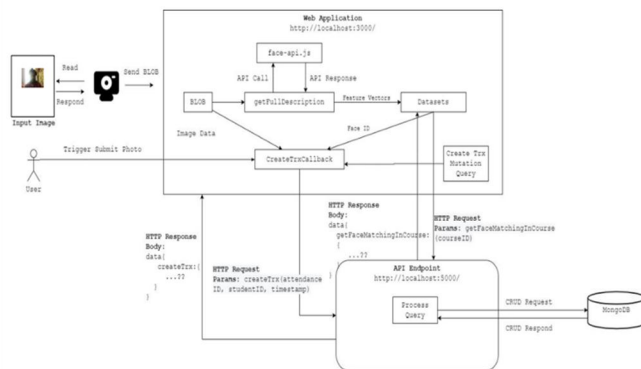 Web Application
http://localhost:3000/
face-api.js
Read
Send BLOB
Respond
API Call
API Response
BLOB
getFullDescription
Feature Vectors
Datasets
Input Image
Image Data
Face ID
Trigger Submit Photo
CreateTrxCallback
Create Trx
Mutation
Query
User
HTTP Response
Body:
data{
getFaceMatchingInCourse:
{
...??
}
}
HTTP Request
Params: getFaceMatchingInCourse
(courseID)
HTTP Response
Body:
data{
createTrx:{
...??
}
}
HTTP Request
Params: createTrx(attendance
ID, studentID, timestamp)
API Endpoint
http://localhost:5000/
Process
Query
CRUD Request
CRUD Respond
MongoDB